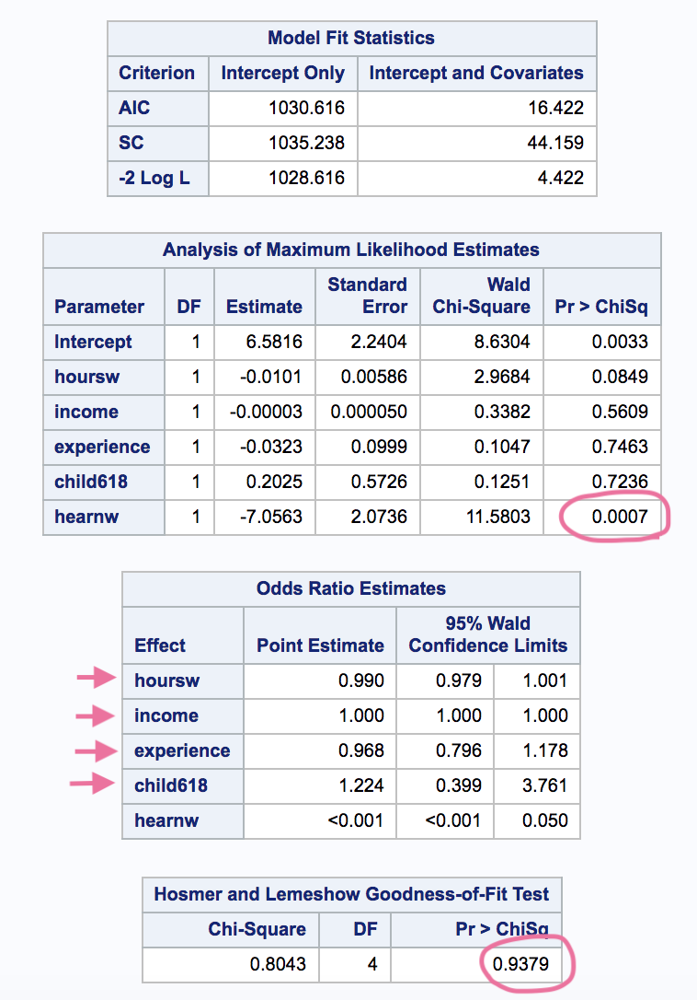 Model Fit Statistics
Criterion Intercept Only Intercept and Covariates
AIC 1030.616 16.422
SC 1035.238 44.159
-2 Log L 1028.616 4.422
Analysis of Maximum Likelihood Estimates
Parameter DF Estimate Standard Error Wald Chi-Square Pr > ChiSq
Intercept 1 6.5816 2.2404 8.6304 0.0033
hoursw 1 -0.0101 0.00586 2.9684 0.0849
income 1 -0.00003 0.000050 0.3382 0.5609
experience 1 -0.0323 0.0999 0.1047 0.7463
child618 1 0.2025 0.5726 0.1251 0.7236
hearnw 1 -7.0563 2.0736 11.5803 0.0007
Odds Ratio Estimates
Effect Point Estimate 95% Wald Confidence Limits
hoursw 0.990 0.979 1.001
income 1.000 1.000 1.000
experience 0.968 0.796 1.178
child618 1.224 0.399 3.761
hearnw <0.001 <0.001 0.050
Hosmer and Lemeshow Goodness-of-Fit Test
Chi-Square DF Pr > ChiSq
0.8043 4 0.9379